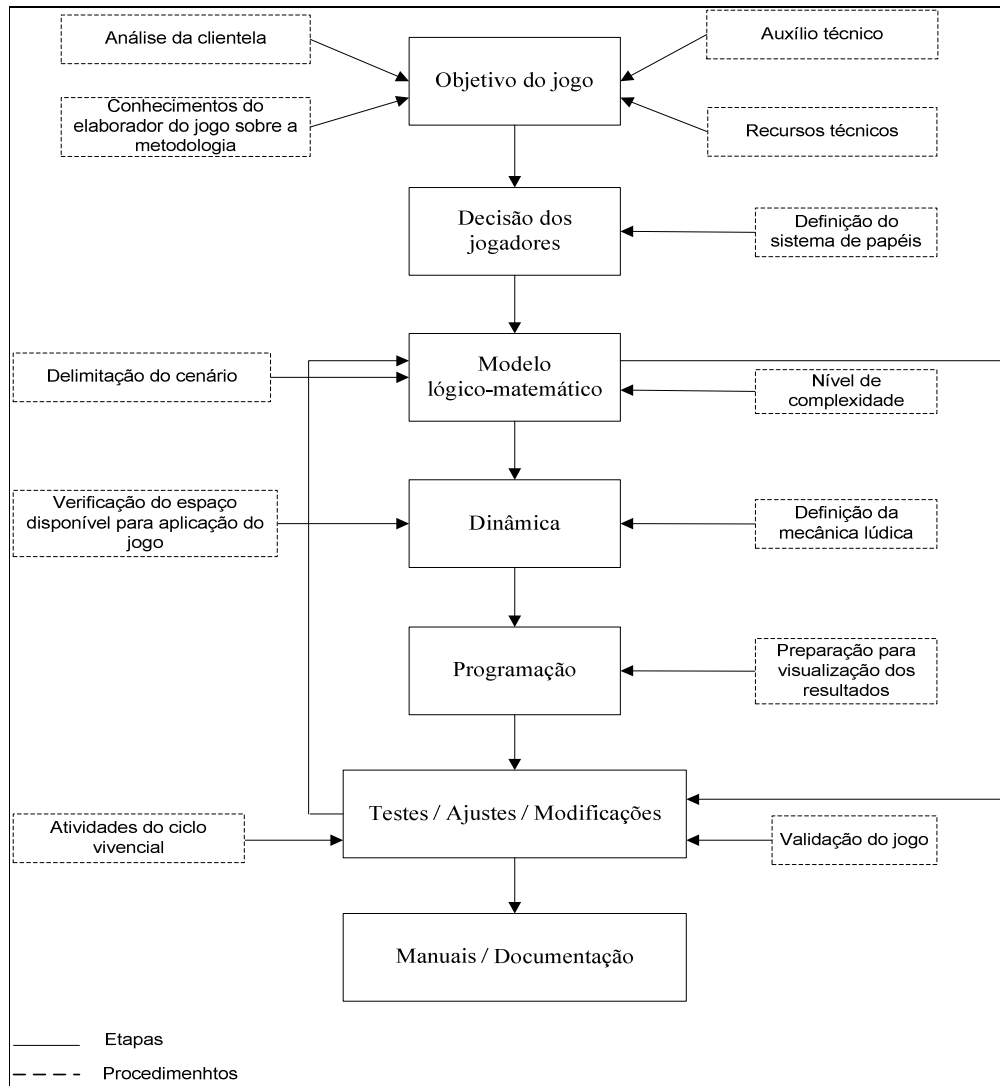 Análise da clientela
Auxílio técnico
Objetivo do jogo
Conhecimentos do
elaborador do jogo sobre a
metodologia
Recursos técnicos
Decisão dos
jogadores
Definição do
sistema de papéis
Delimitação do cenário
Modelo
lógico-matemático
Nível de
complexidade
Verificação do espaço
disponível para aplicação do
jogo
Dinâmica
Definição da
mecânica lúdica
Programação
Preparação para
visualização dos
resultados
Testes / Ajustes / Modificações
Atividades do ciclo
vivencial
Validação do jogo
Manuais / Documentação
Etapas
Procedimenhtos